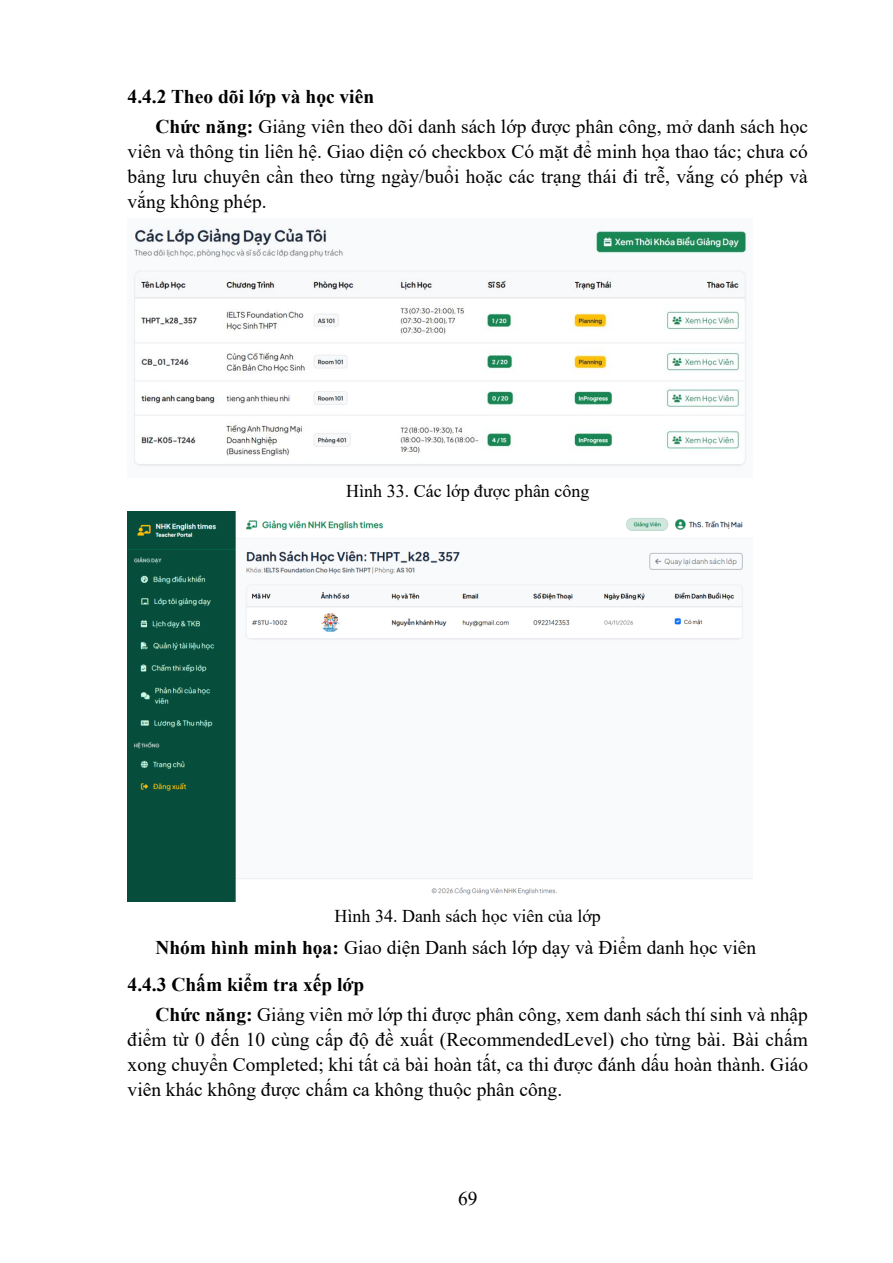 4.4.2 Theo dõi lớp và học viên
Chức năng: Giảng viên theo dõi danh sách lớp được phân công, mở danh sách học
viên và thông tin liên hệ. Giao diện có checkbox Có mặt để minh họa thao tác; chưa có
bảng lưu chuyên cần theo từng ngày/buổi hoặc các trạng thái đi trễ, vắng có phép và
vắng không phép.
Các Lớp Giảng Dạy Của Tôi
Xem Thời Khóa Biểu Giảng Dạy
Theo dõi lịch học, phòng học và sĩ số các lớp đang phụ trách
Tên Lớp Học Chương Trình Phòng Học Lịch Học Sĩ Số Trạng Thái Thao Tác
THPT_k28_357 IELTS Foundation Cho Học Sinh THPT AS 101 T3 (07:30-21:00), T5 (07:30-21:00), T7 (07:30-21:00) 1 / 20 Planning Xem Học Viên
CB_01_T246 Củng Cố Tiếng Anh Căn Bản Cho Học Sinh Room 101 2 / 20 Planning Xem Học Viên
tieng anh cang bang tieng anh thieu nhi Room 101 0 / 20 InProgress Xem Học Viên
BIZ-K05-T246 Tiếng Anh Thương Mại Doanh Nghiệp (Business English) Phòng 401 T2 (18:00-19:30), T4 (18:00-19:30), T6 (18:00-19:30) 4 / 15 InProgress Xem Học Viên
Hình 33. Các lớp được phân công
NHK English times
Teacher Portal
GIẢNG DẠY
Bảng điều khiển
Lớp tôi giảng dạy
Lịch dạy & TKB
Quản lý tài liệu học
Chấm thi xếp lớp
Phản hồi của học
viên
Lương & Thu nhập
HỆ THỐNG
Trang chủ
Đăng xuất
Giảng viên NHK English times
Giảng Viên ThS. Trần Thị Mai
Danh Sách Học Viên: THPT_k28_357
Quay lại danh sách lớp
Khóa: IELTS Foundation Cho Học Sinh THPT | Phòng: AS 101
Mã HV Ảnh hồ sơ Họ và Tên Email Số Điện Thoại Ngày Đăng Ký Điểm Danh Buổi Học
#STU-1002 Nguyễn khánh Huy huy@gmail.com 0922142353 04/11/2026 Có mặt
© 2026 Cổng Giảng Viên NHK English times.
Hình 34. Danh sách học viên của lớp
Nhóm hình minh họa: Giao diện Danh sách lớp dạy và Điểm danh học viên
4.4.3 Chấm kiểm tra xếp lớp
Chức năng: Giảng viên mở lớp thi được phân công, xem danh sách thí sinh và nhập
điểm từ 0 đến 10 cùng cấp độ đề xuất (RecommendedLevel) cho từng bài. Bài chấm
xong chuyển Completed; khi tất cả bài hoàn tất, ca thi được đánh dấu hoàn thành. Giáo
viên khác không được chấm ca không thuộc phân công.
69